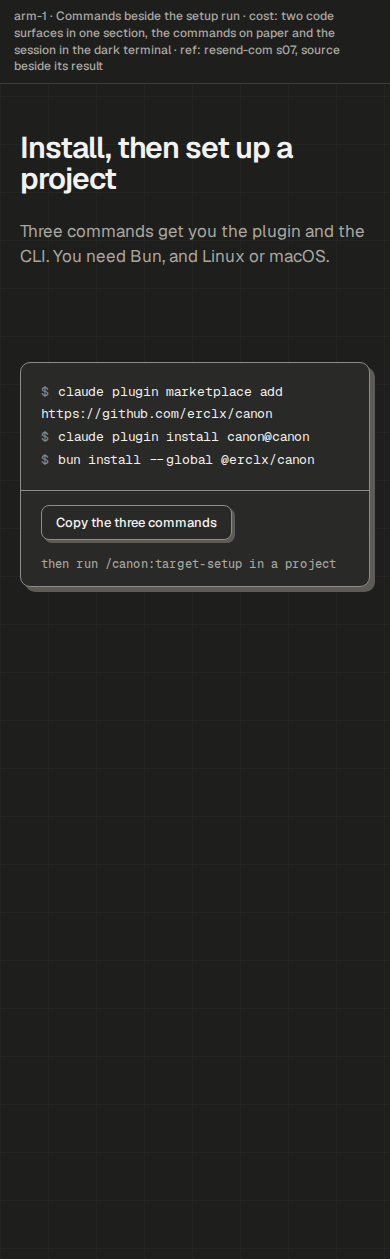 arm-1 · Commands beside the setup run · cost: two code
surfaces in one section, the commands on paper and the
session in the dark terminal · ref: resend-com s07, source
beside its result
Install, then set up a
project
Three commands get you the plugin and the
CLI. You need Bun, and Linux or macOS.
$ claude plugin marketplace add
https://github.com/erclx/canon
$ claude plugin install canon@canon
$ bun install --global @erclx/canon
Copy the three commands
then run /canon:target-setup in a project